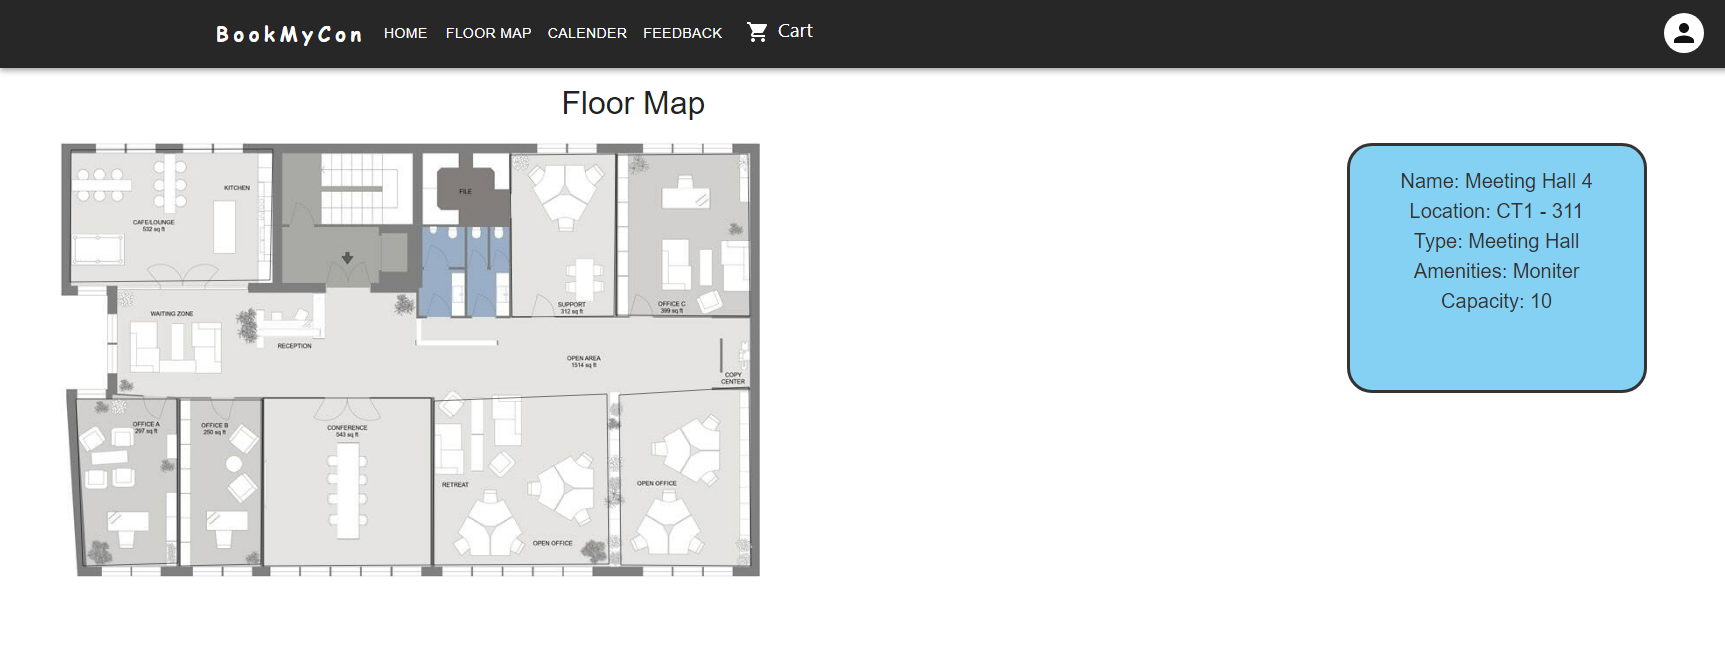 BookMyCon HOME FLOOR MAP CALENDER FEEDBACK Cart
Floor Map
KITCHEN
CAFE/LOUNGE
532 sq ft
FILE
SUPPORT
312 sq ft
OFFICE C
399 sq ft
WAITING ZONE
RECEPTION
OPEN AREA
1514 sq ft
COPY
CENTER
OFFICE A
297 sq ft
OFFICE B
250 sq ft
CONFERENCE
543 sq ft
RETREAT
OPEN OFFICE
OPEN OFFICE
Name: Meeting Hall 4
Location: CT1 - 311
Type: Meeting Hall
Amenities: Moniter
Capacity: 10